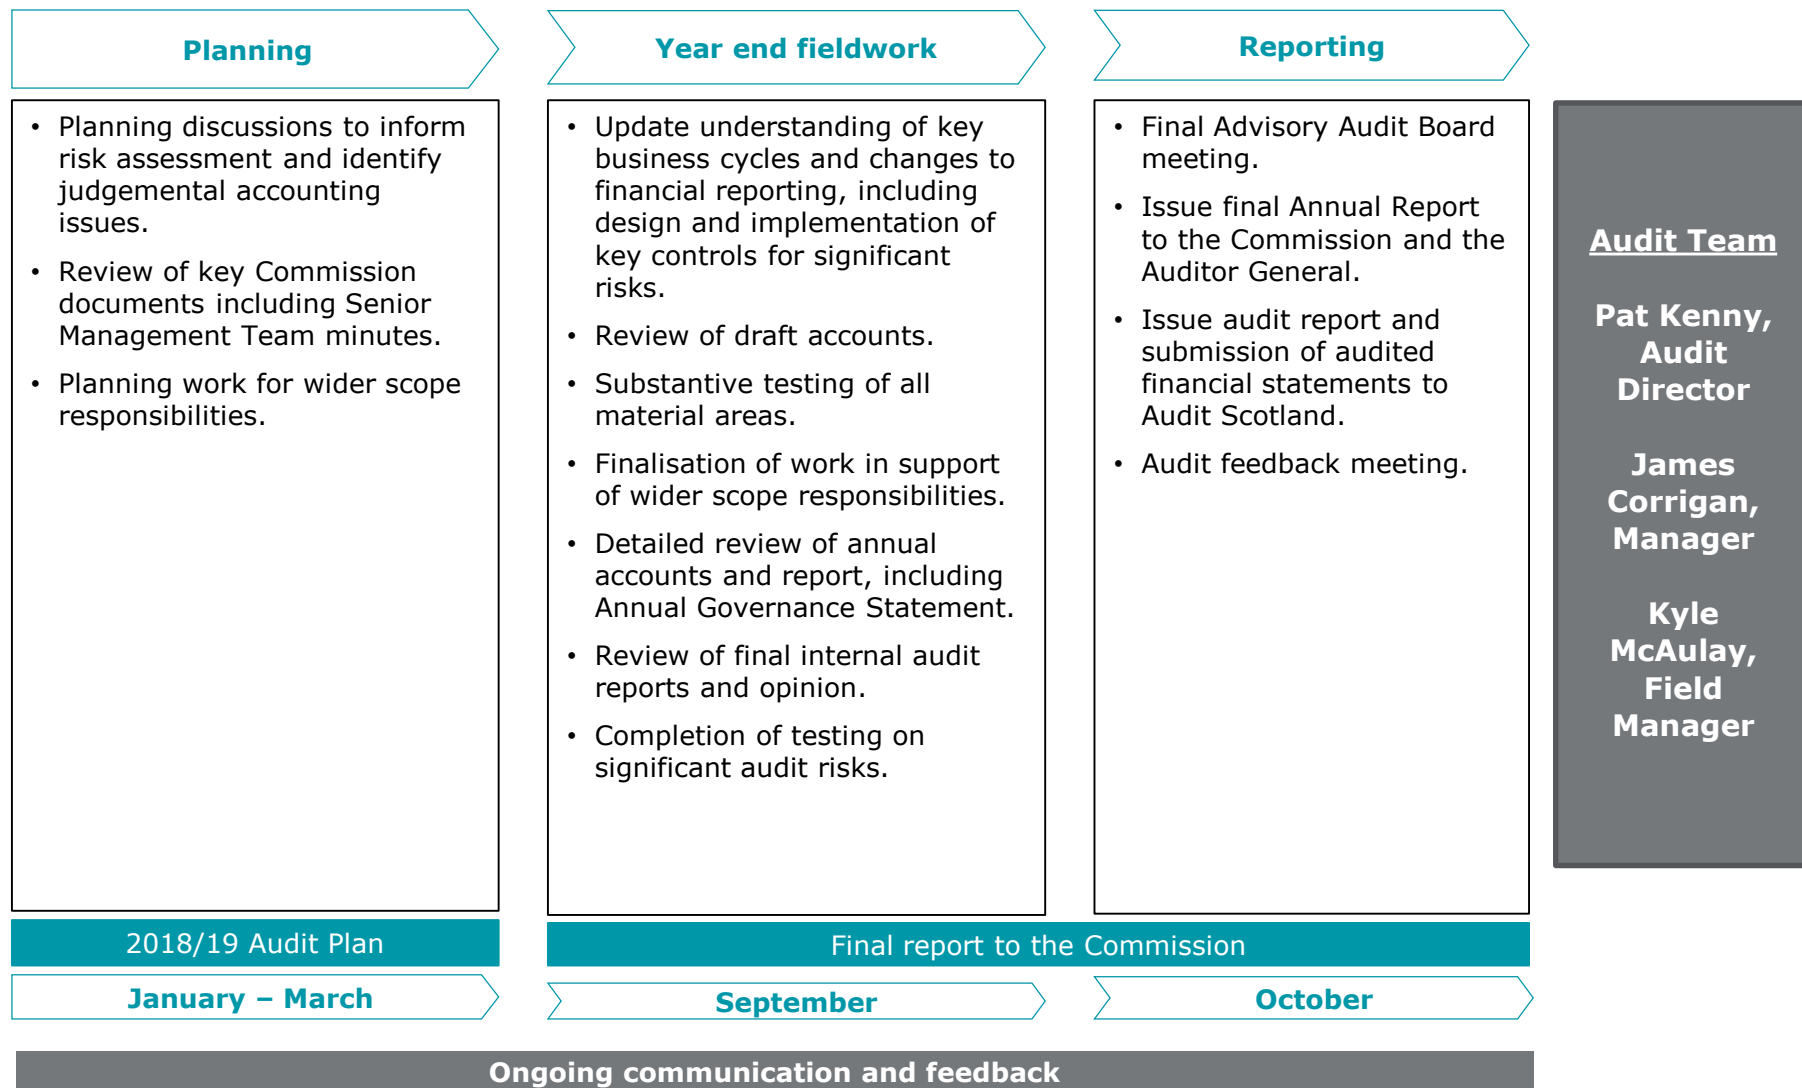 Planning
Year end fieldwork
Reporting
• Planning discussions to inform
risk assessment and identify
judgemental accounting
issues.
• Review of key Commission
documents including Senior
Management Team minutes.
• Planning work for wider scope
responsibilities.
• Update understanding of key
business cycles and changes to
financial reporting, including
design and implementation of
key controls for significant
risks.
• Review of draft accounts.
• Substantive testing of all
material areas.
• Finalisation of work in support
of wider scope responsibilities.
• Detailed review of annual
accounts and report, including
Annual Governance Statement.
• Review of final internal audit
reports and opinion.
• Completion of testing on
significant audit risks.
• Final Advisory Audit Board
meeting.
• Issue final Annual Report
to the Commission and the
Auditor General.
• Issue audit report and
submission of audited
financial statements to
Audit Scotland.
• Audit feedback meeting.
Audit Team
Pat Kenny,
Audit
Director
James
Corrigan,
Manager
Kyle
McAulay,
Field
Manager
2018/19 Audit Plan
Final report to the Commission
January – March
September
October
Ongoing communication and feedback